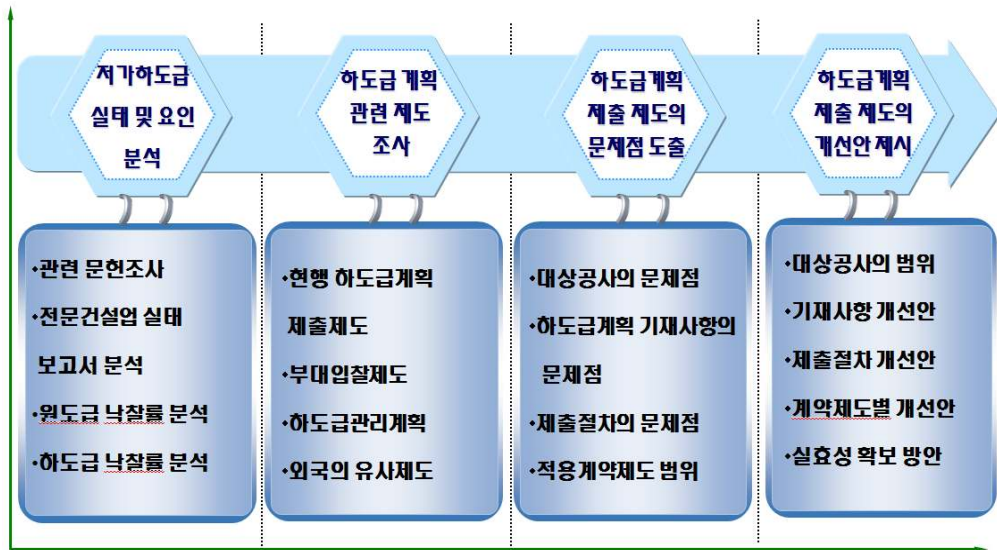 저가하도급
실태 및 요인
분석
·관련 문헌조사
·전문건설업 실태
보고서 분석
·원도급 낙찰률 분석
·하도급 낙찰률 분석
하도급 계획
관련 제도
조사
·현행 하도급계획
제출제도
·부대입찰제도
·하도급관리계획
·외국의 유사제도
하도급계획
제출 제도의
문제점 도출
·대상공사의 문제점
·하도급계획 기재사항의
문제점
·제출절차의 문제점
·적용계약제도 범위
하도급계획
제출 제도의
개선안 제시
·대상공사의 범위
·기재사항 개선안
·제출절차 개선안
·계약제도별 개선안
·실효성 확보 방안